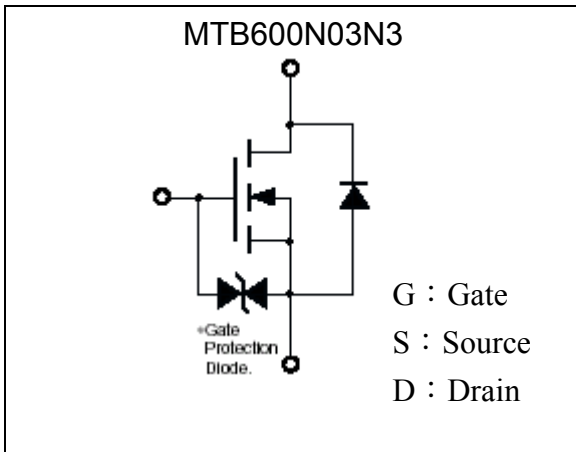 MTB600N03N3
*Gate
Protection
Diode.
G：Gate
S：Source
D：Drain